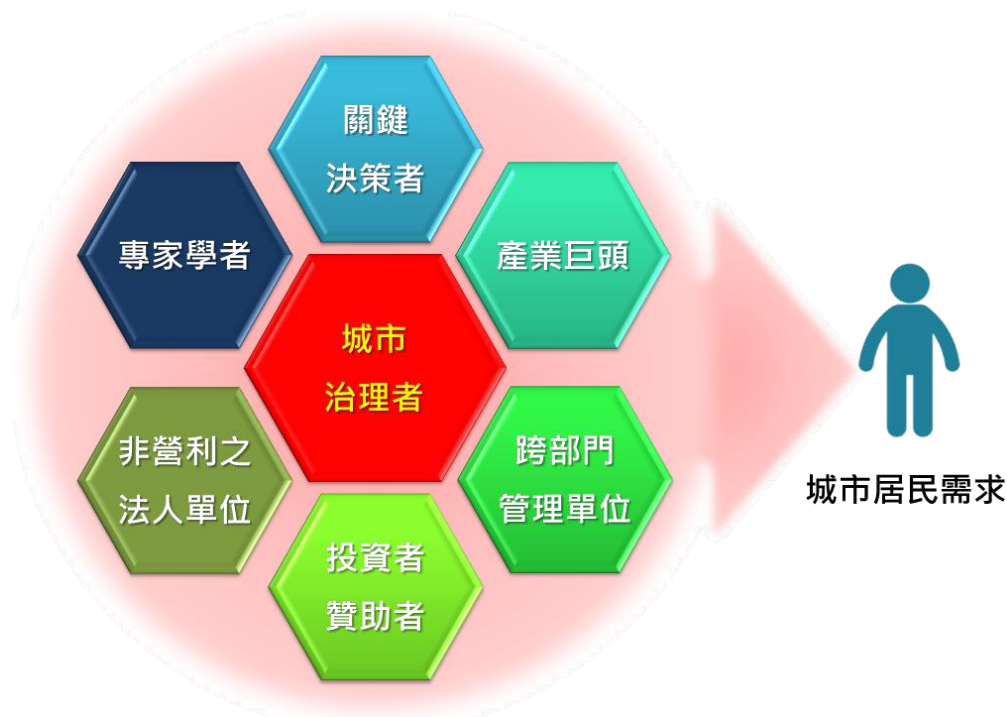 關鍵
決策者
專家學者
產業巨頭
城市
治理者
非營利之
法人單位
跨部門
管理單位
投資者
贊助者
城市居民需求